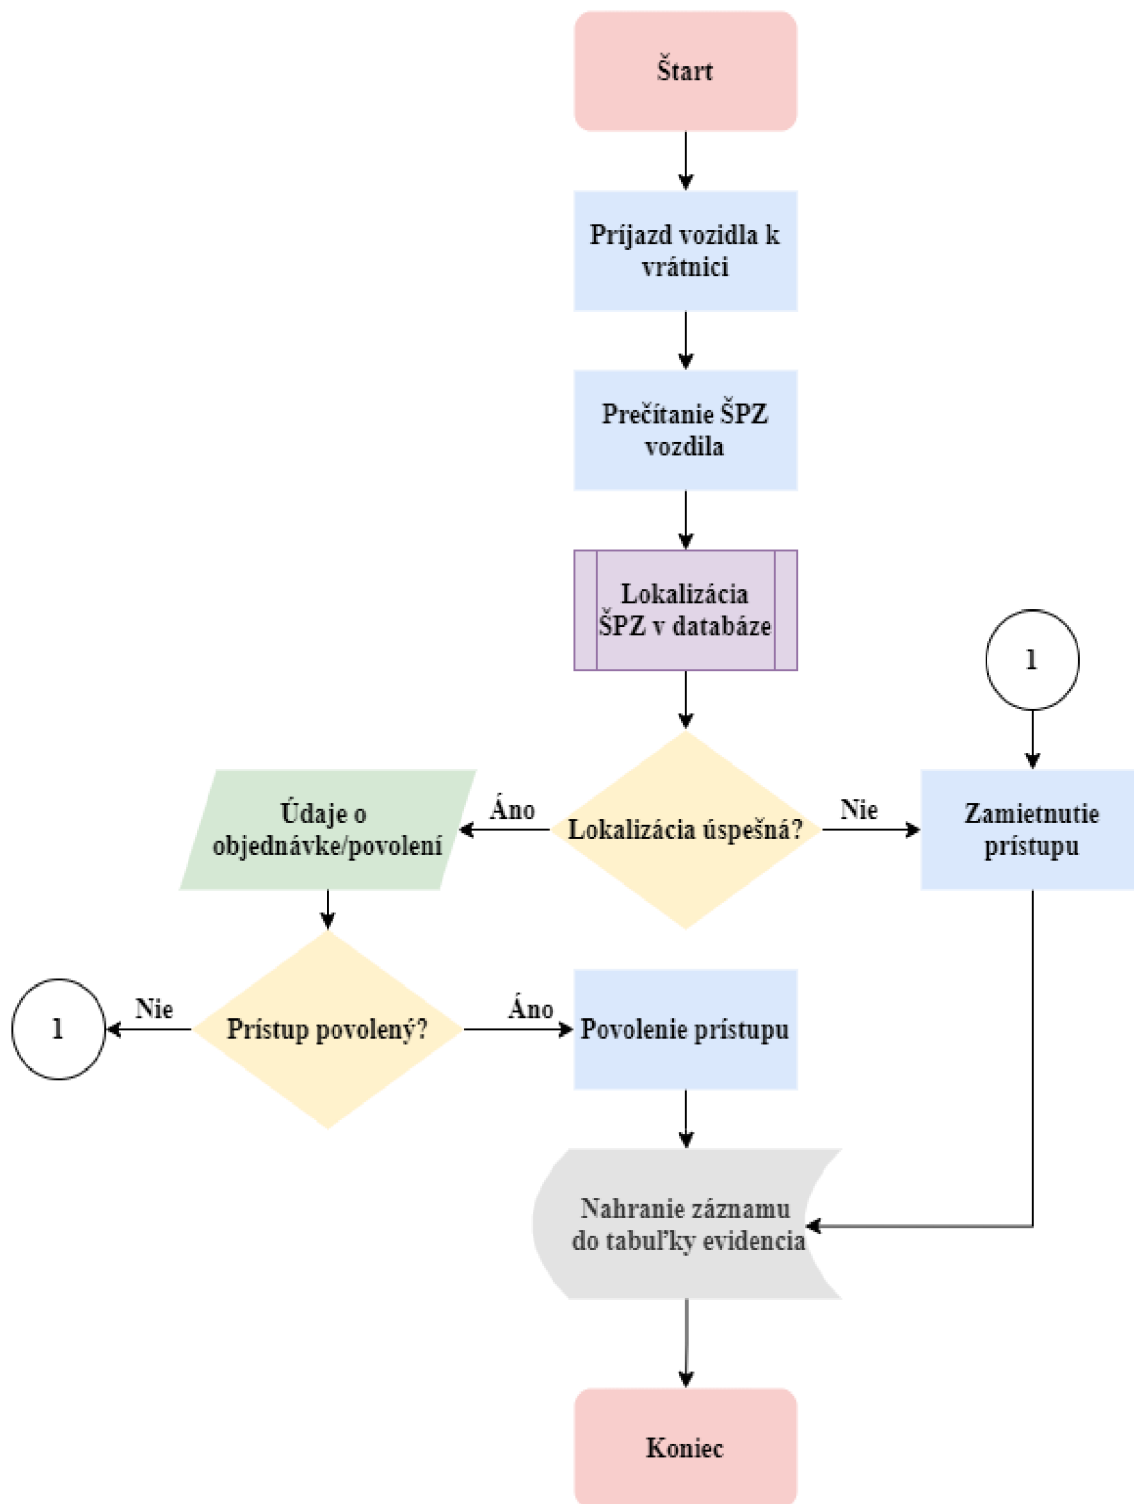 Štart
Príjazd vozidla k
vrátnici
Prečítanie ŠPZ
vozdila
Lokalizácia
ŠPZ v databáze
1
Údaje o
objednávke/povolení
Áno
Lokalizácia úspešná?
Nie
Zamietnutie
prístupu
1
Nie
Prístup povolený?
Áno
Povolenie prístupu
Nahranie záznamu
do tabuľky evidencia
Koniec